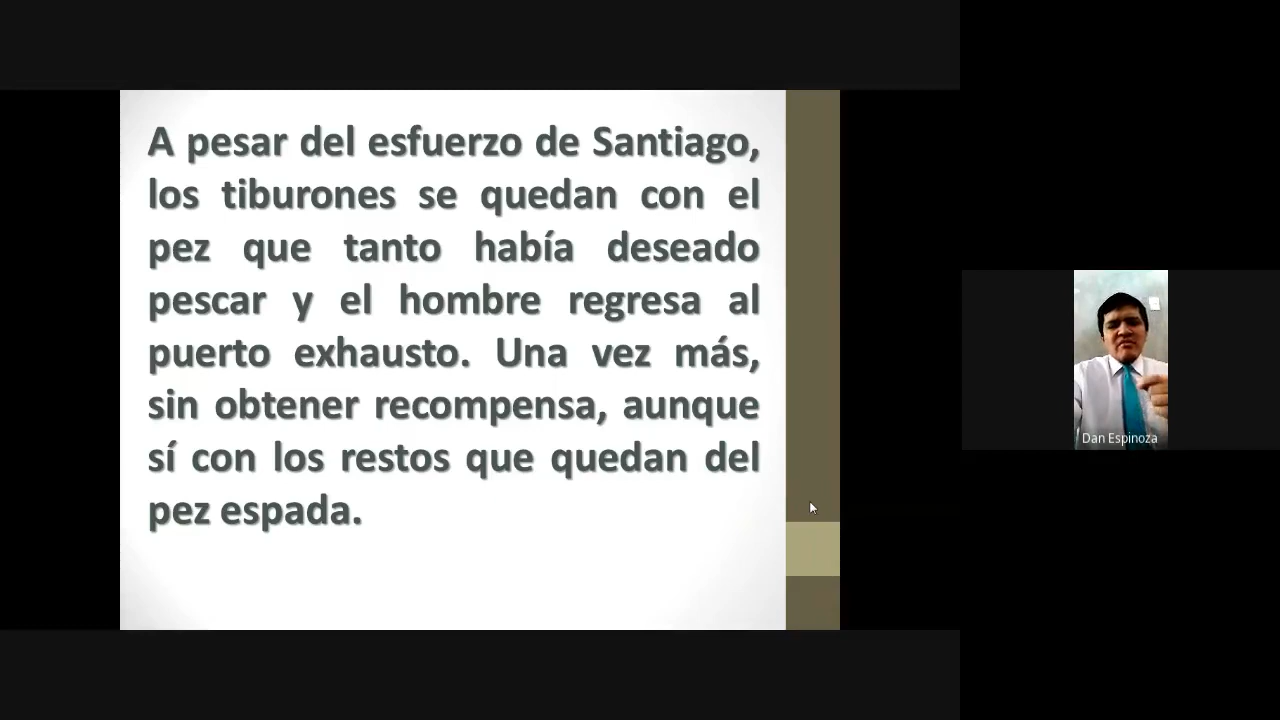 A pesar del esfuerzo de Santiago,
los tiburones se quedan con el
pez que tanto había deseado
pescar y el hombre regresa al
puerto exhausto. Una vez más,
sin obtener recompensa, aunque
sí con los restos que quedan del
pez espada.
Dan Espinoza